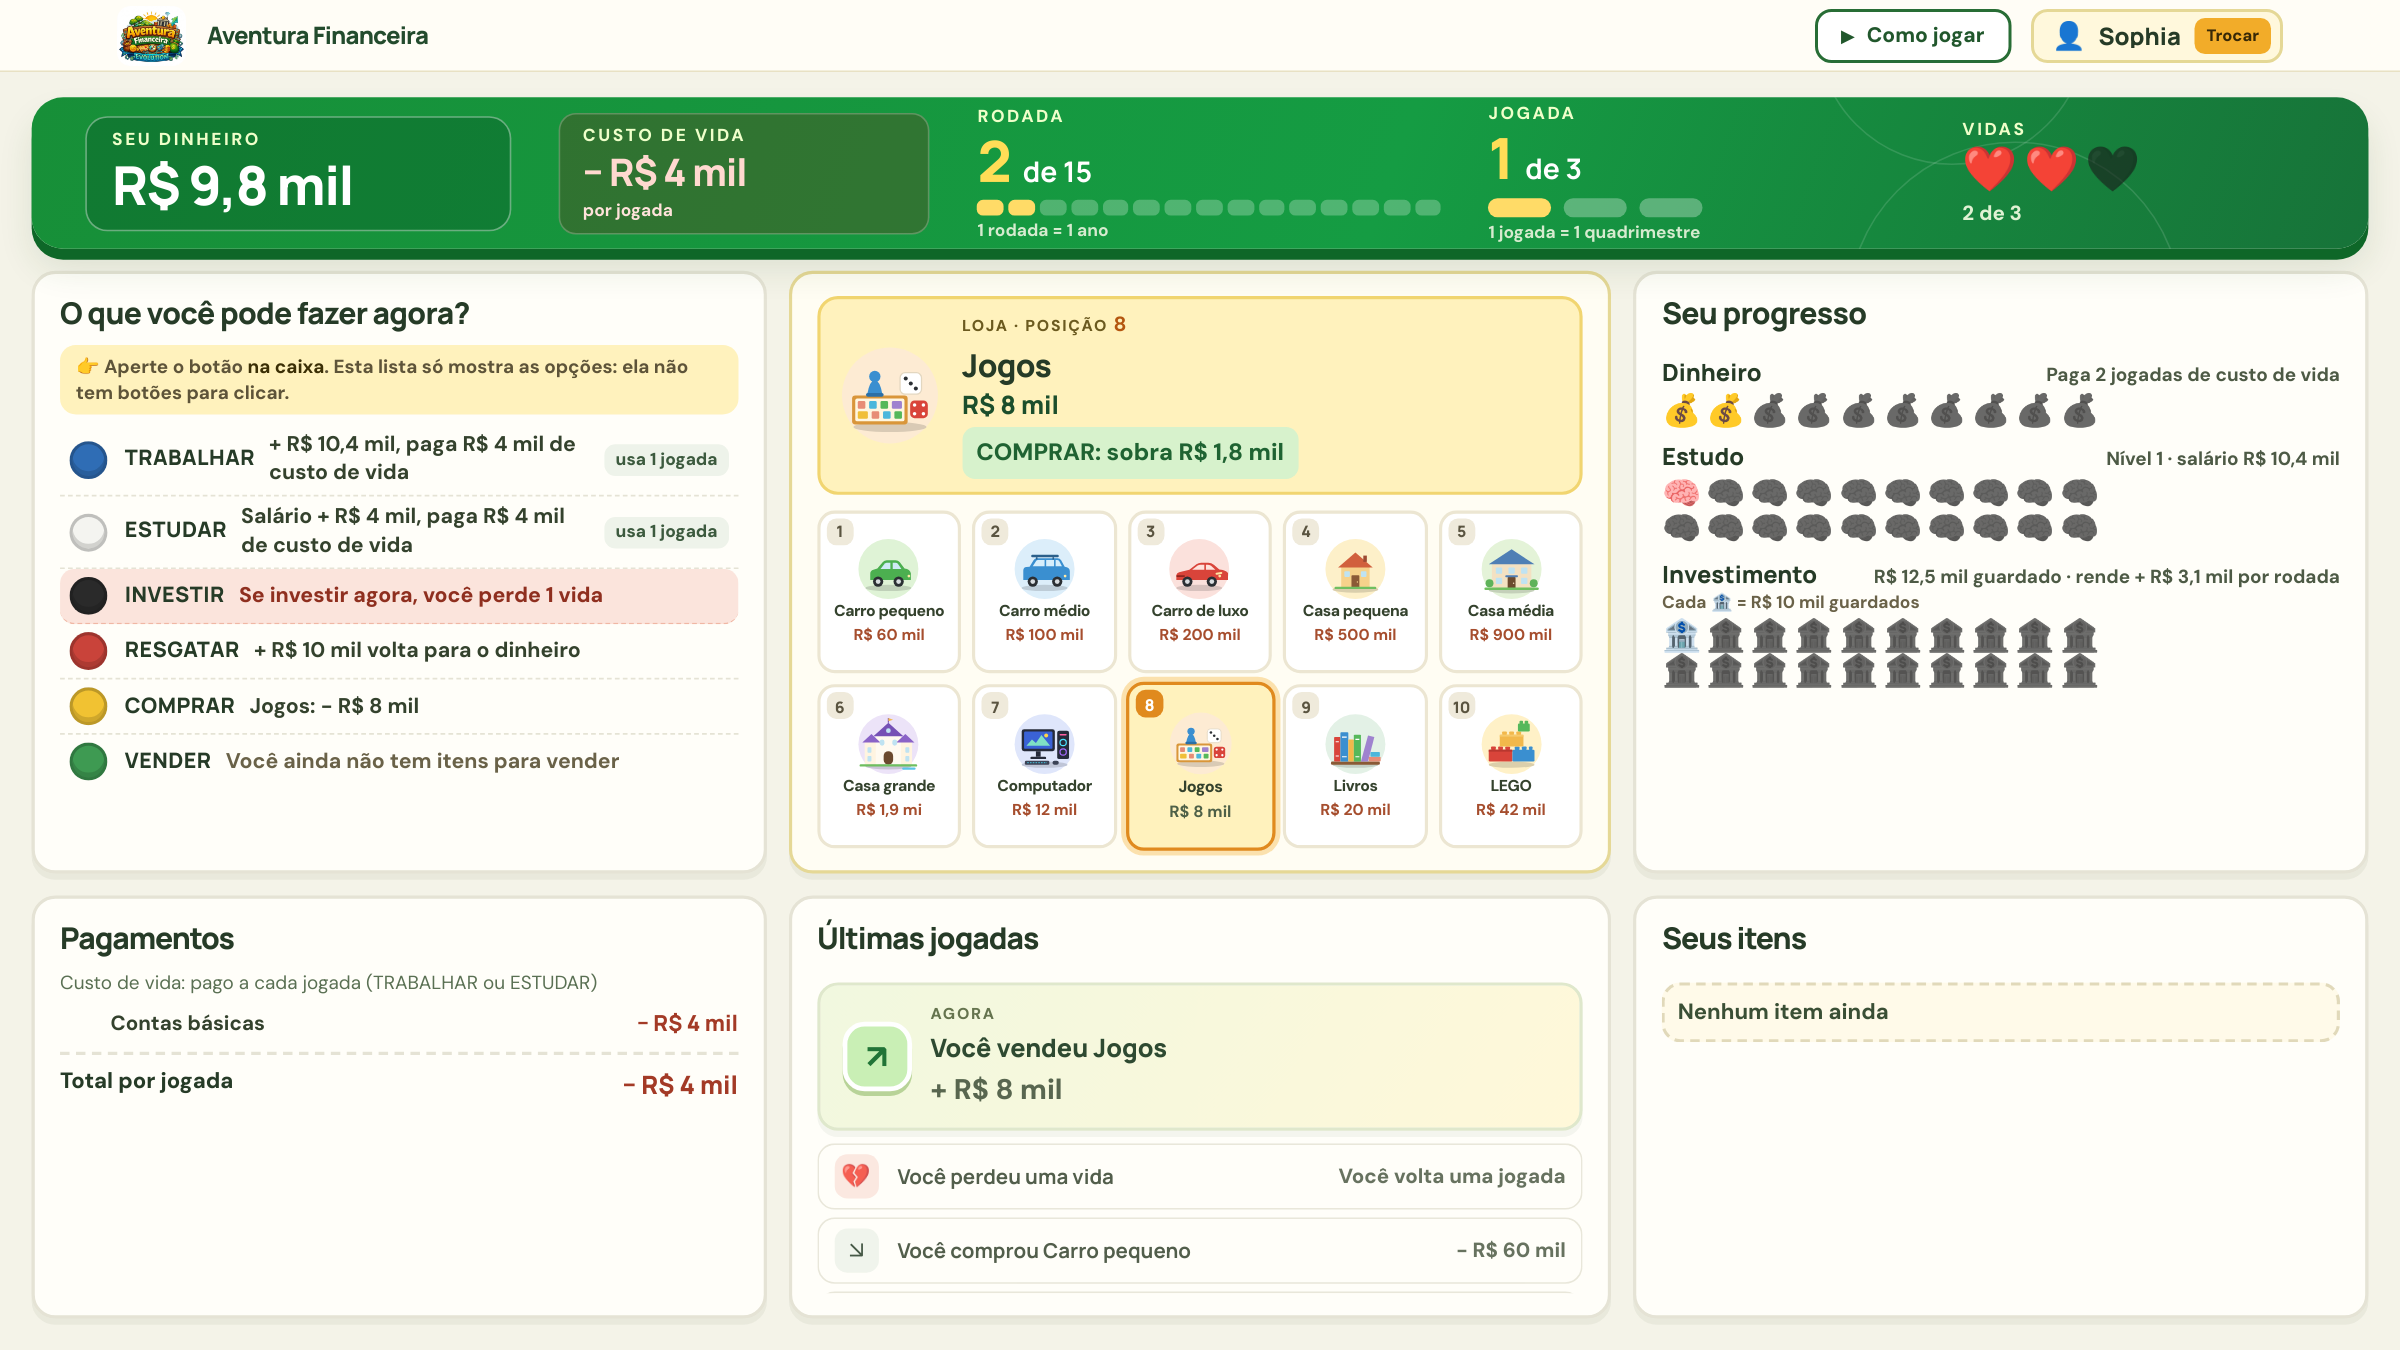 Aventura Financeira
Aventura Financeira
▶ Como jogar
Sophia
Trocar
SEU DINHEIRO
R$ 9,8 mil
CUSTO DE VIDA
− R$ 4 mil
por jogada
RODADA
2 de 15
1 rodada = 1 ano
JOGADA
1 de 3
1 jogada = 1 quadrimestre
VIDAS
2 de 3
O que você pode fazer agora?
👉 Aperte o botão na caixa. Esta lista só mostra as opções: ela não
tem botões para clicar.
TRABALHAR + R$ 10,4 mil, paga R$ 4 mil de
custo de vida
usa 1 jogada
ESTUDAR Salário + R$ 4 mil, paga R$ 4 mil
de custo de vida
usa 1 jogada
INVESTIR Se investir agora, você perde 1 vida
RESGATAR + R$ 10 mil volta para o dinheiro
COMPRAR Jogos: − R$ 8 mil
VENDER Você ainda não tem itens para vender
LOJA · POSIÇÃO 8
Jogos
R$ 8 mil
COMPRAR: sobra R$ 1,8 mil
1
Carro pequeno
R$ 60 mil
2
Carro médio
R$ 100 mil
3
Carro de luxo
R$ 200 mil
4
Casa pequena
R$ 500 mil
5
Casa média
R$ 900 mil
6
Casa grande
R$ 1,9 mi
7
Computador
R$ 12 mil
8
Jogos
R$ 8 mil
9
Livros
R$ 20 mil
10
LEGO
R$ 42 mil
Seu progresso
Dinheiro Paga 2 jogadas de custo de vida
Estudo Nível 1 · salário R$ 10,4 mil
Investimento R$ 12,5 mil guardado · rende + R$ 3,1 mil por rodada
Cada 🏦 = R$ 10 mil guardados
Pagamentos
Custo de vida: pago a cada jogada (TRABALHAR ou ESTUDAR)
Contas básicas − R$ 4 mil
Total por jogada − R$ 4 mil
Últimas jogadas
AGORA
Você vendeu Jogos
+ R$ 8 mil
Você perdeu uma vida Você volta uma jogada
Você comprou Carro pequeno − R$ 60 mil
Seus itens
Nenhum item ainda